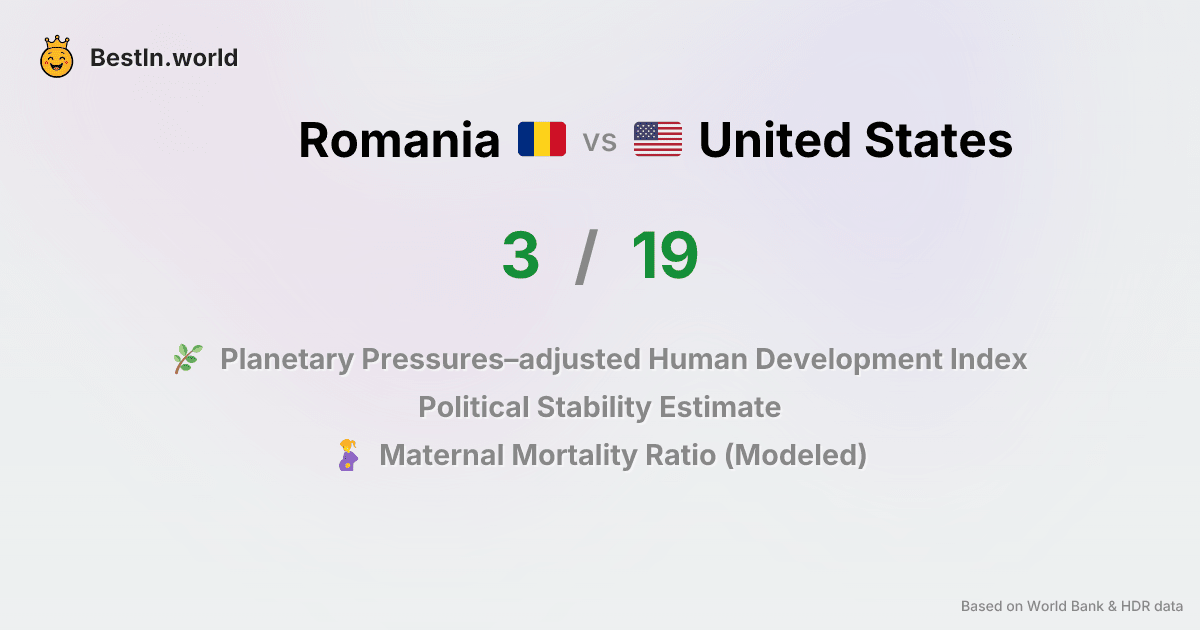 BestIn.world
Romania vs United States
3 / 19
Planetary Pressures–adjusted Human Development Index
Political Stability Estimate
Maternal Mortality Ratio (Modeled)
Based on World Bank & HDR data